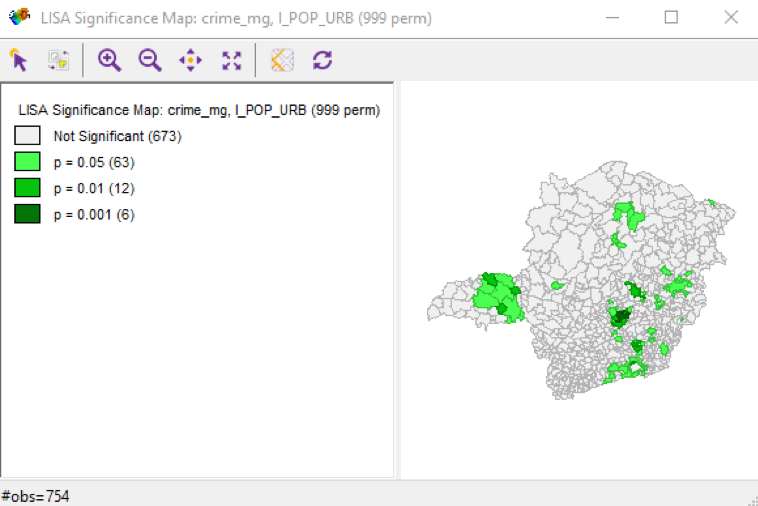 LISA Significance Map: crime_mg, I_POP_URB (999 perm)
LISA Significance Map: crime_mg, I_POP_URB (999 perm)
Not Significant (673)
p = 0.05 (63)
p = 0.01 (12)
p = 0.001 (6)
#obs=754